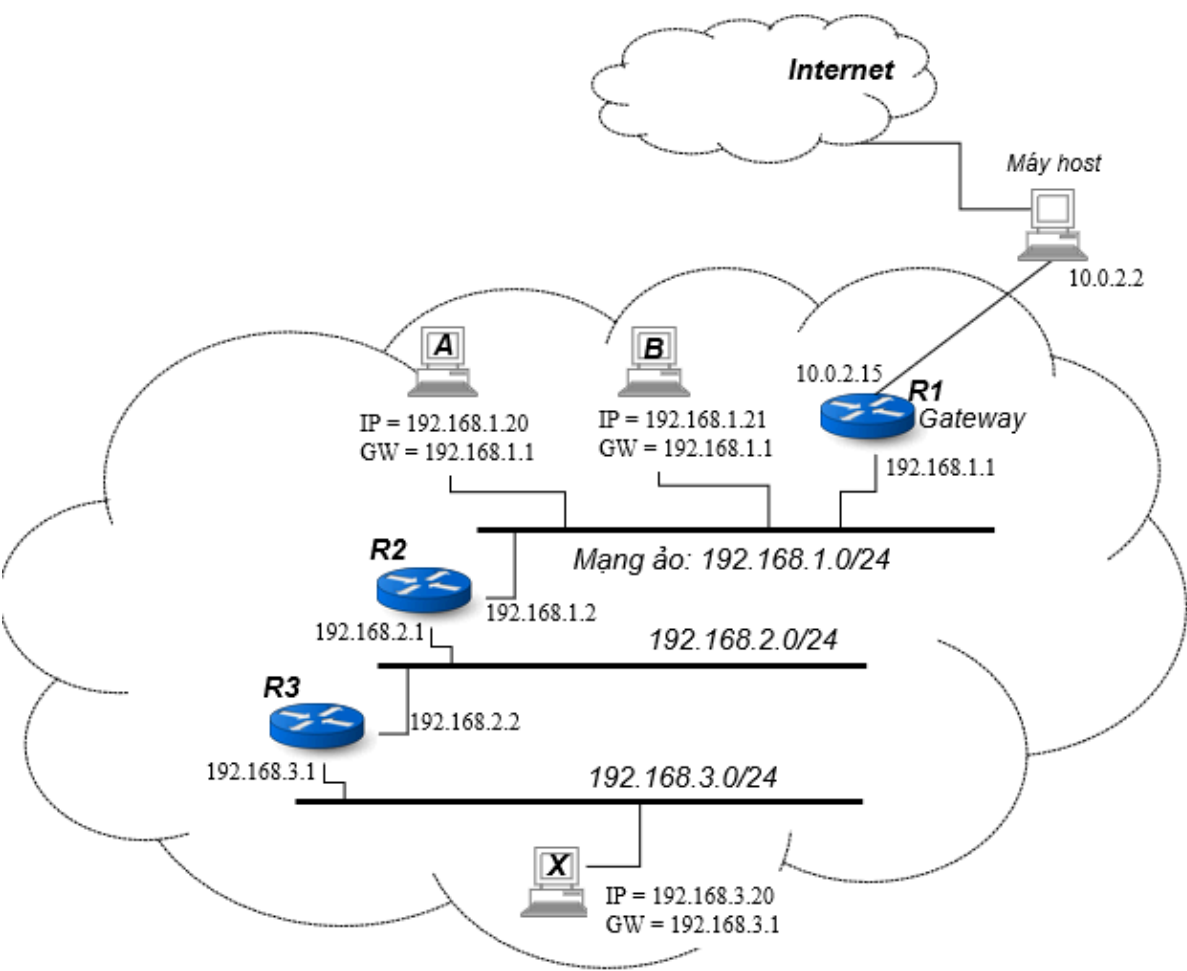 Internet
Máy host
10.0.2.2
A
IP = 192.168.1.20
GW = 192.168.1.1
B
IP = 192.168.1.21
GW = 192.168.1.1
10.0.2.15
R1
Gateway
192.168.1.1
Mạng ảo: 192.168.1.0/24
R2
192.168.1.2
192.168.2.1
192.168.2.0/24
R3
192.168.2.2
192.168.3.1
192.168.3.0/24
X
IP = 192.168.3.20
GW = 192.168.3.1